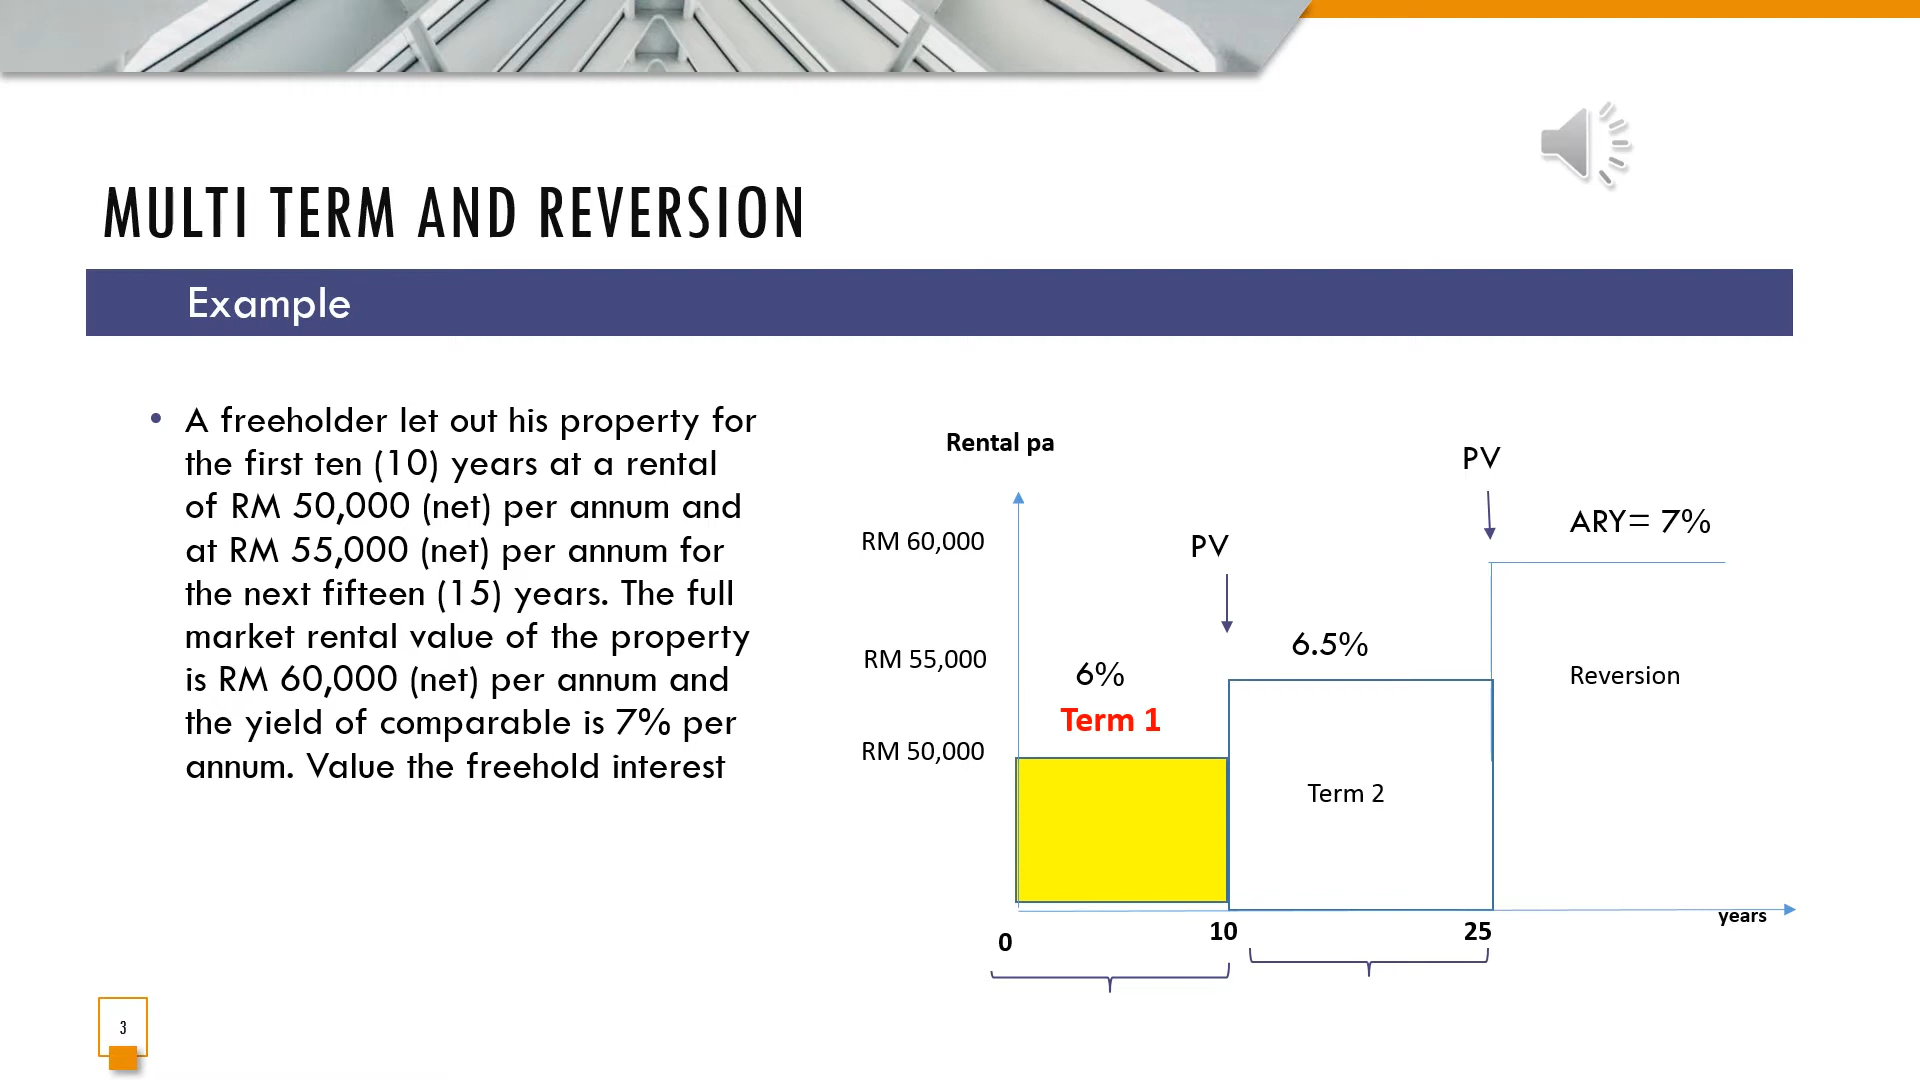 MULTI TERM AND REVERSION
Example
• A freeholder let out his property for
the first ten (10) years at a rental
of RM 50,000 (net) per annum and
at RM 55,000 (net) per annum for
the next fifteen (15) years. The full
market rental value of the property
is RM 60,000 (net) per annum and
the yield of comparable is 7% per
annum. Value the freehold interest
Rental pa
PV
ARY= 7%
RM 60,000
PV
6.5%
RM 55,000
6%
Reversion
Term 1
RM 50,000
Term 2
years
0
10
25
3